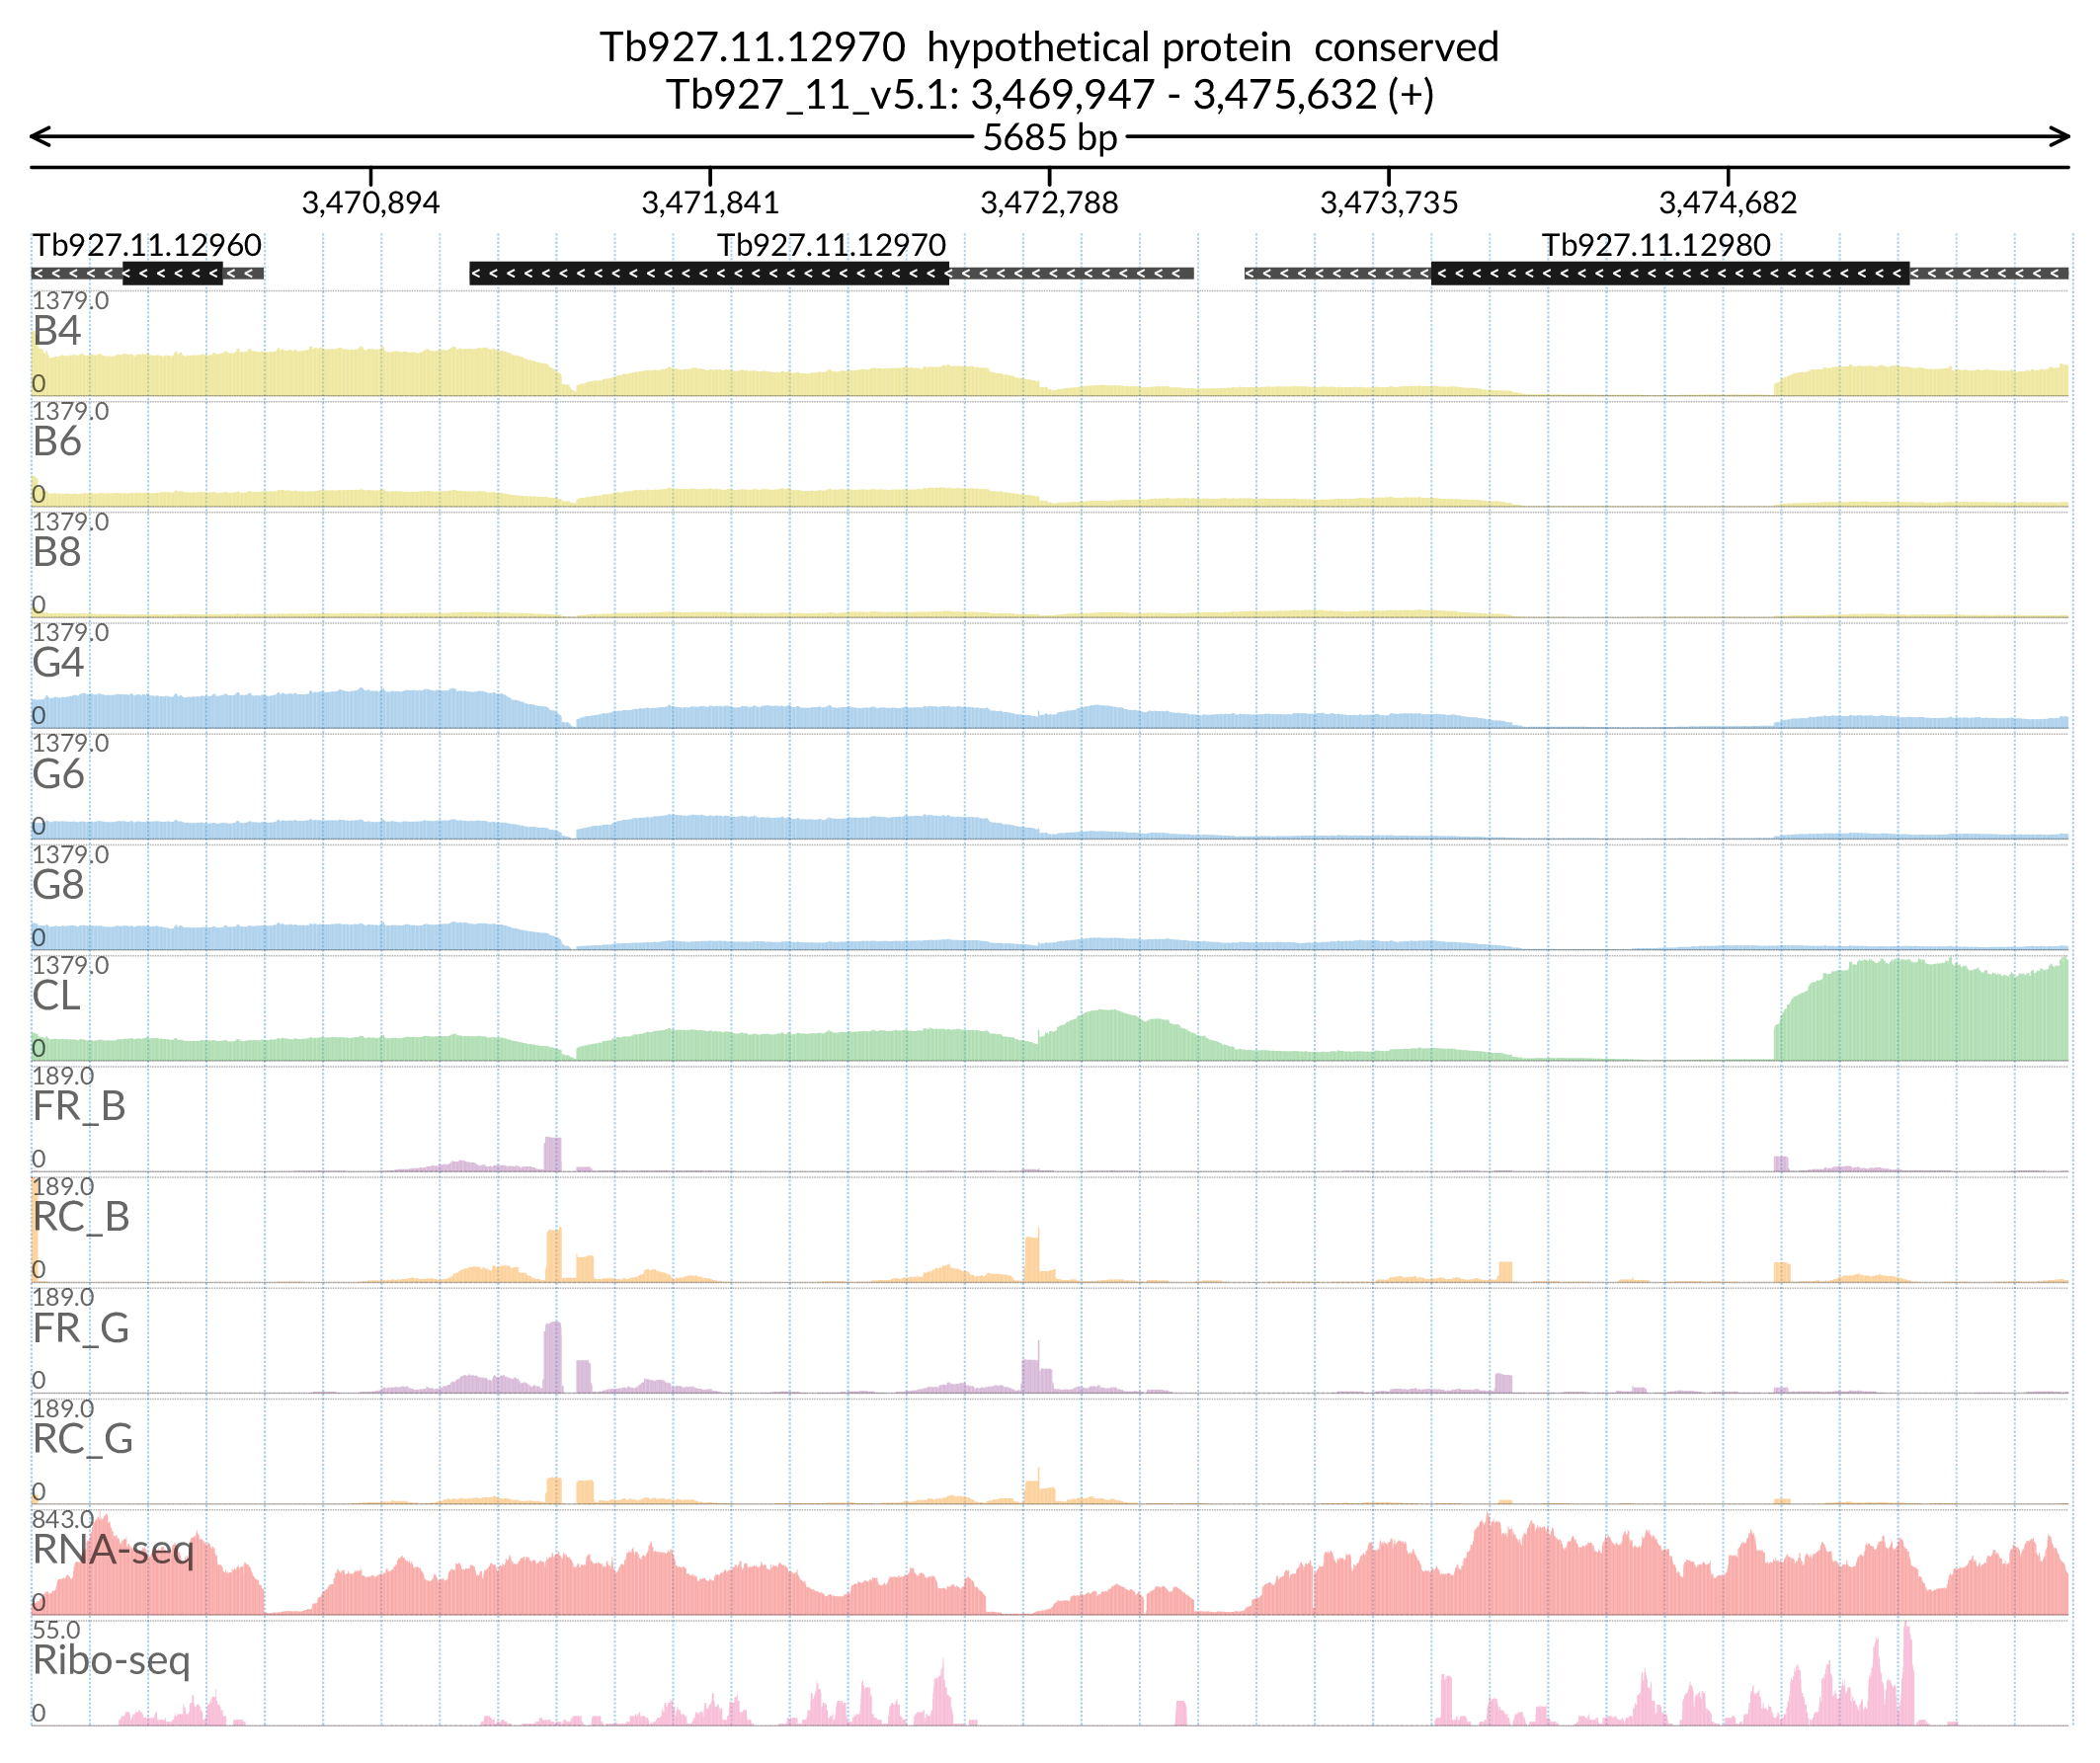 Tb927.11.12970  hypothetical protein  conserved
Tb927_11_v5.1: 3,469,947 - 3,475,632 (+)
5685 bp
3,470,894 3,471,841 3,472,788 3,473,735 3,474,682
Tb927.11.12960 Tb927.11.12970 Tb927.11.12980
1379.0
B4
0
1379.0
B6
0
1379.0
B8
0
1379.0
G4
0
1379.0
G6
0
1379.0
G8
0
1379.0
CL
0
189.0
FR_B
0
189.0
RC_B
0
189.0
FR_G
0
189.0
RC_G
0
843.0
RNA-seq
0
55.0
Ribo-seq
0